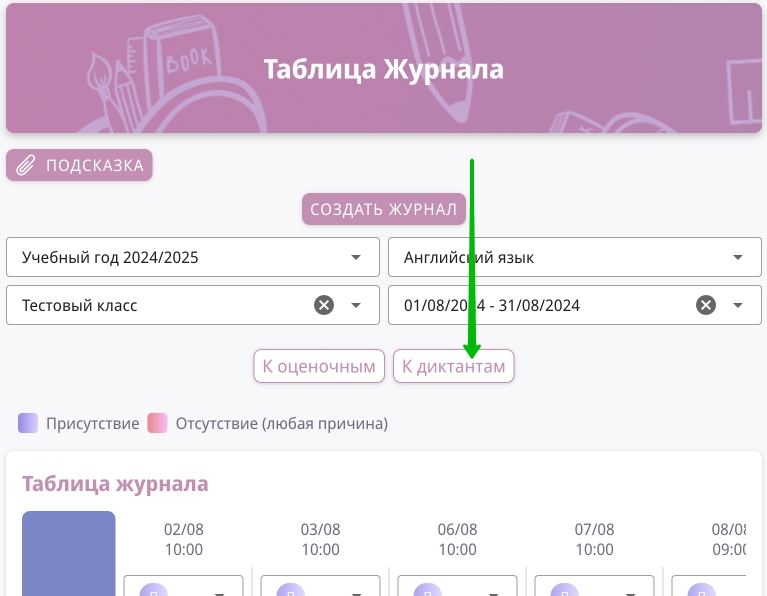 BOOK
Таблица Журнала
ПОДСКАЗКА
СОЗДАТЬ ЖУРНАЛ
Учебный год 2024/2025
Английский язык
Тестовый класс
01/08/2024 - 31/08/2024
К оценочным
К диктантам
Присутствие
Отсутствие (любая причина)
Таблица журнала
02/08 03/08 06/08 07/08 08/08
10:00 10:00 10:00 10:00 09:00